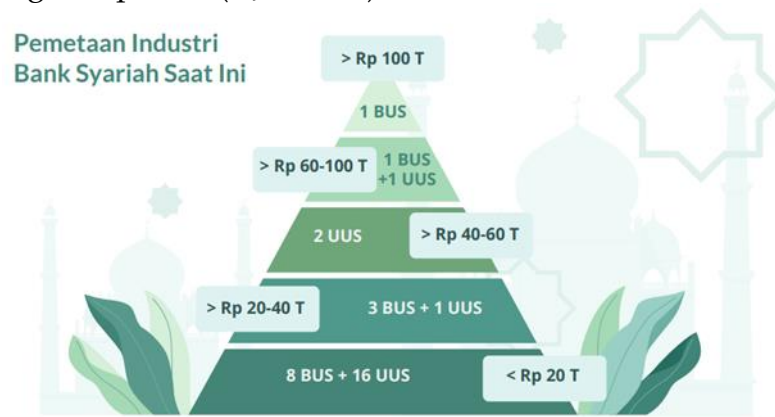 Pemetaan Industri
Bank Syariah Saat Ini
> Rp 100 T
1 BUS
> Rp 60-100 T
1 BUS
+1 UUS
2 UUS
> Rp 40-60 T
> Rp 20-40 T
3 BUS + 1 UUS
8 BUS + 16 UUS
< Rp 20 T